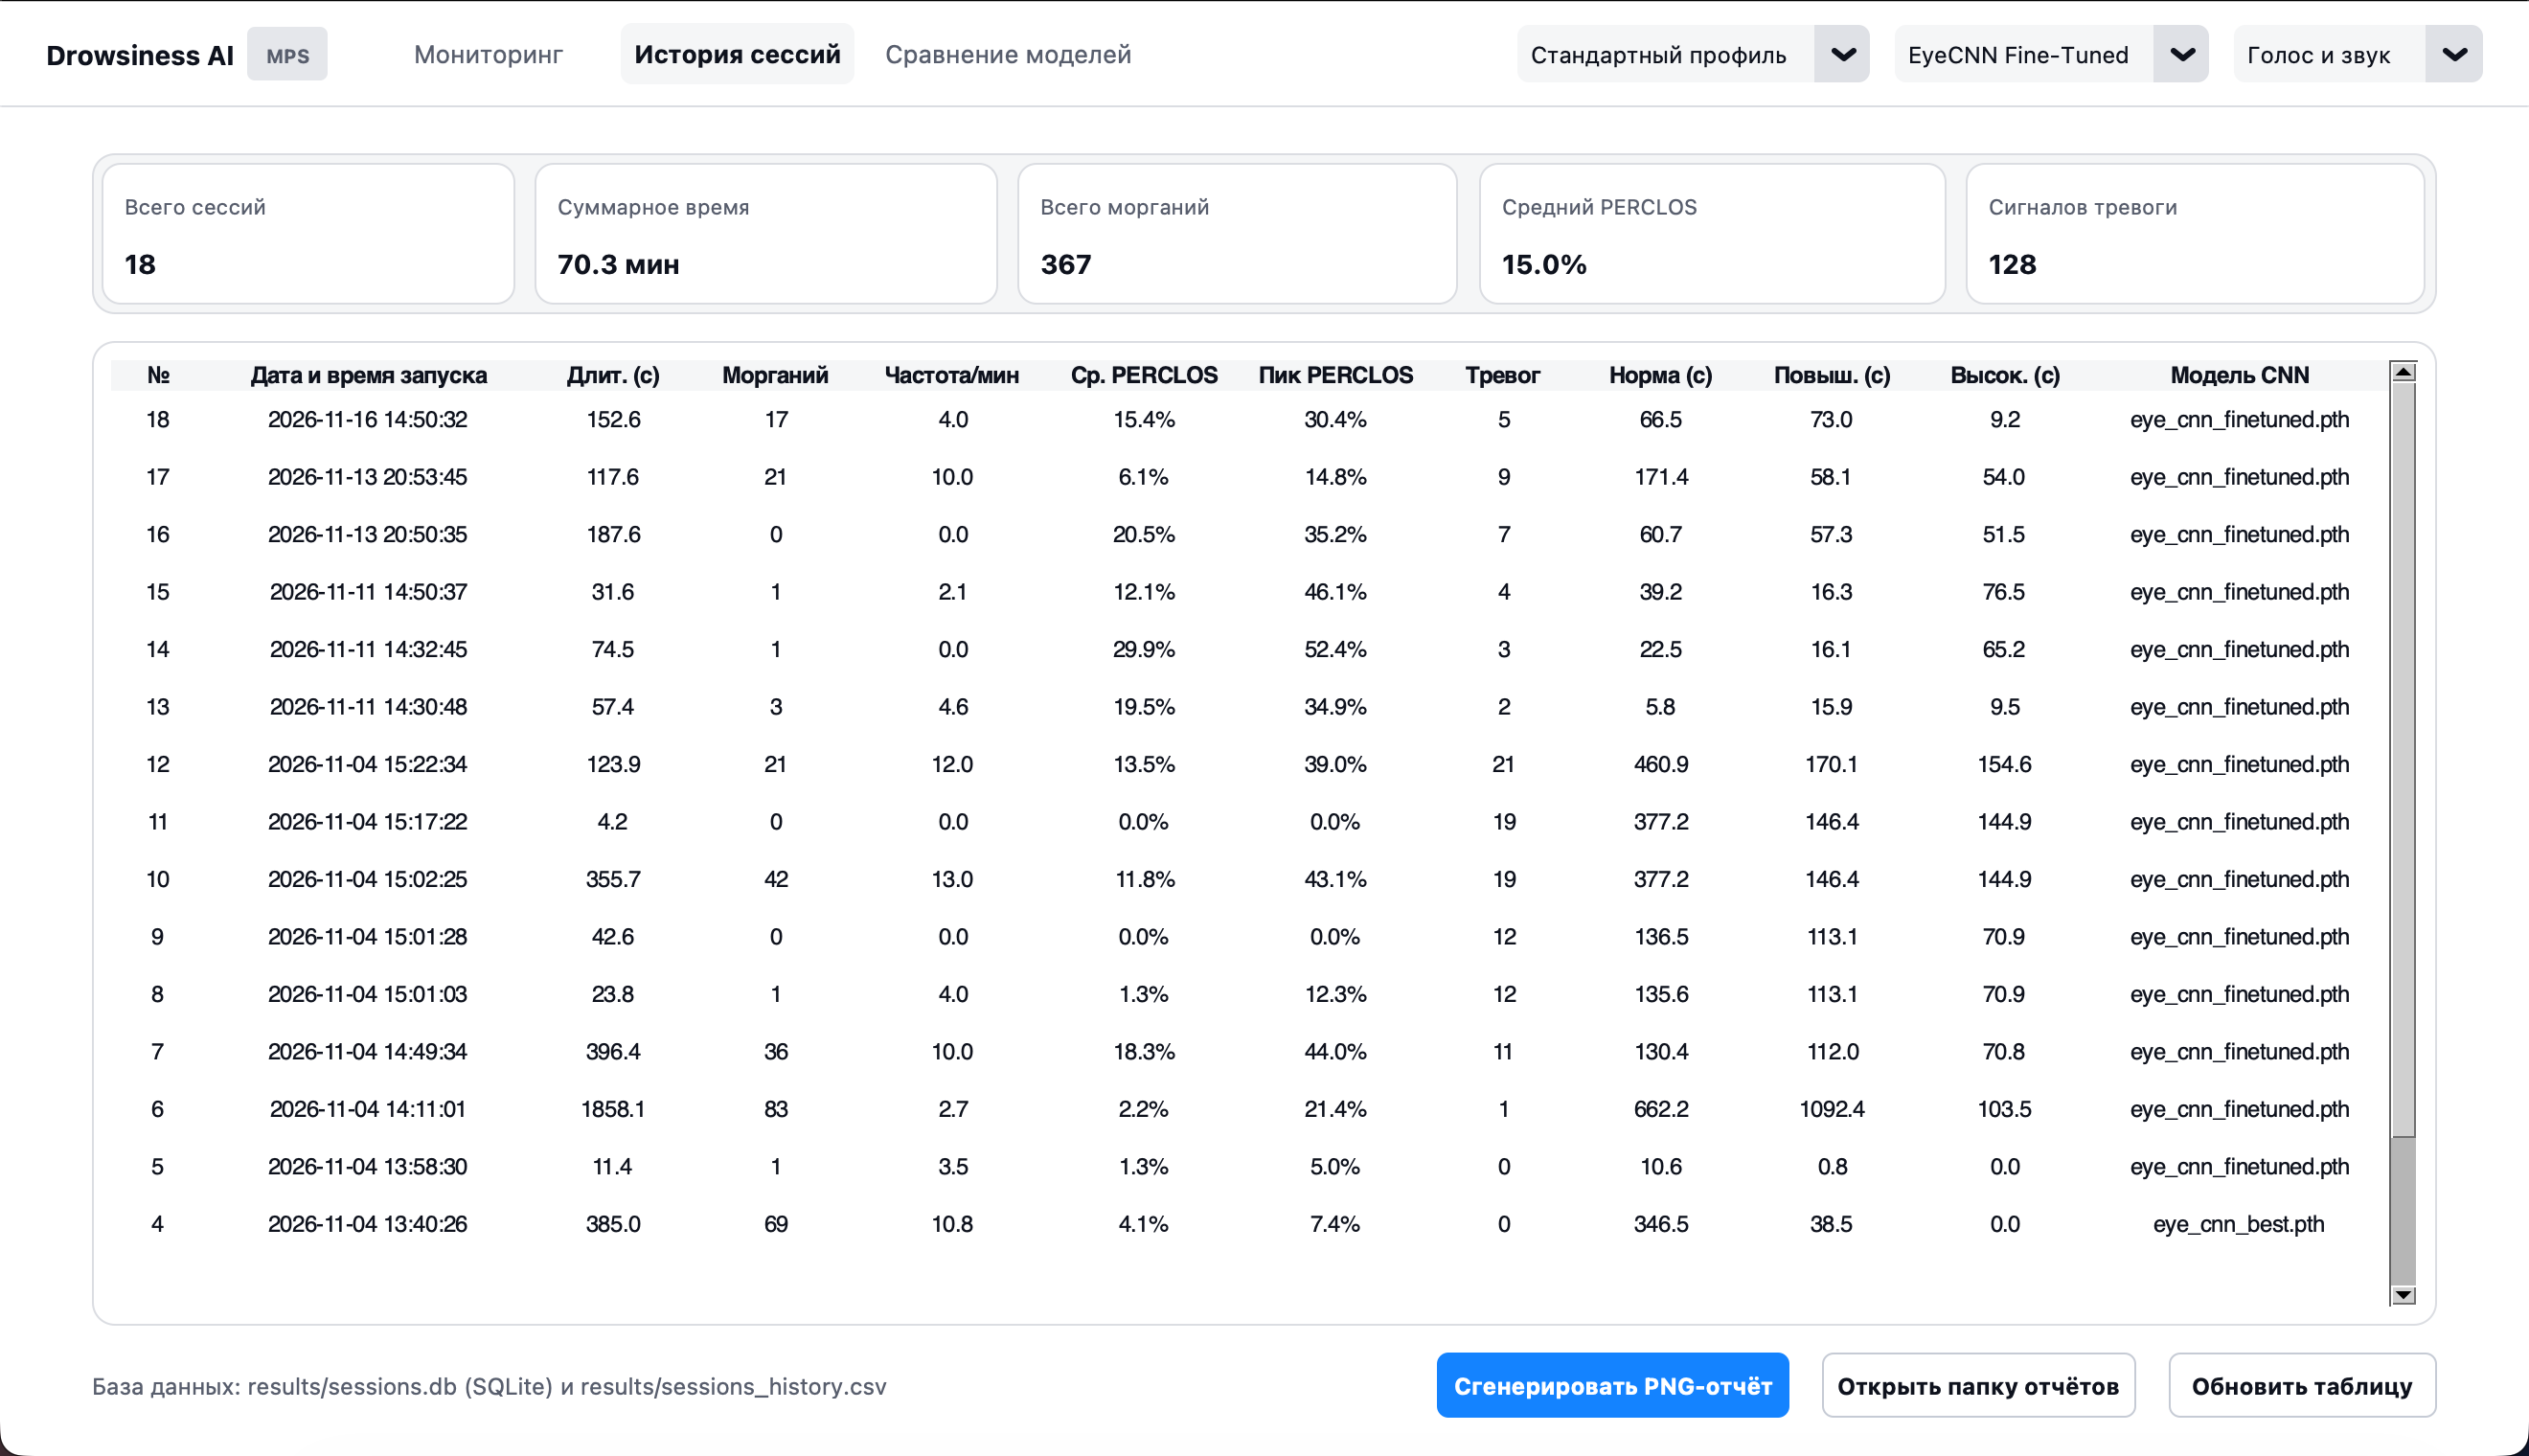 Drowsiness AI MPS Мониторинг История сессий Сравнение моделей Стандартный профиль EyeCNN Fine-Tuned Голос и звук
Всего сессий Суммарное время Всего морганий Средний PERCLOS Сигналов тревоги
18 70.3 мин 367 15.0% 128
№ Дата и время запуска Длит. (с) Морганий Частота/мин Ср. PERCLOS Пик PERCLOS Тревог Норма (с) Повыш. (с) Высок. (с) Модель CNN
18 2026-11-16 14:50:32 152.6 17 4.0 15.4% 30.4% 5 66.5 73.0 9.2 eye_cnn_finetuned.pth
17 2026-11-13 20:53:45 117.6 21 10.0 6.1% 14.8% 9 171.4 58.1 54.0 eye_cnn_finetuned.pth
16 2026-11-13 20:50:35 187.6 0 0.0 20.5% 35.2% 7 60.7 57.3 51.5 eye_cnn_finetuned.pth
15 2026-11-11 14:50:37 31.6 1 2.1 12.1% 46.1% 4 39.2 16.3 76.5 eye_cnn_finetuned.pth
14 2026-11-11 14:32:45 74.5 1 0.0 29.9% 52.4% 3 22.5 16.1 65.2 eye_cnn_finetuned.pth
13 2026-11-11 14:30:48 57.4 3 4.6 19.5% 34.9% 2 5.8 15.9 9.5 eye_cnn_finetuned.pth
12 2026-11-04 15:22:34 123.9 21 12.0 13.5% 39.0% 21 460.9 170.1 154.6 eye_cnn_finetuned.pth
11 2026-11-04 15:17:22 4.2 0 0.0 0.0% 0.0% 19 377.2 146.4 144.9 eye_cnn_finetuned.pth
10 2026-11-04 15:02:25 355.7 42 13.0 11.8% 43.1% 19 377.2 146.4 144.9 eye_cnn_finetuned.pth
9 2026-11-04 15:01:28 42.6 0 0.0 0.0% 0.0% 12 136.5 113.1 70.9 eye_cnn_finetuned.pth
8 2026-11-04 15:01:03 23.8 1 4.0 1.3% 12.3% 12 135.6 113.1 70.9 eye_cnn_finetuned.pth
7 2026-11-04 14:49:34 396.4 36 10.0 18.3% 44.0% 11 130.4 112.0 70.8 eye_cnn_finetuned.pth
6 2026-11-04 14:11:01 1858.1 83 2.7 2.2% 21.4% 1 662.2 1092.4 103.5 eye_cnn_finetuned.pth
5 2026-11-04 13:58:30 11.4 1 3.5 1.3% 5.0% 0 10.6 0.8 0.0 eye_cnn_finetuned.pth
4 2026-11-04 13:40:26 385.0 69 10.8 4.1% 7.4% 0 346.5 38.5 0.0 eye_cnn_best.pth
База данных: results/sessions.db (SQLite) и results/sessions_history.csv Сгенерировать PNG-отчёт Открыть папку отчётов Обновить таблицу